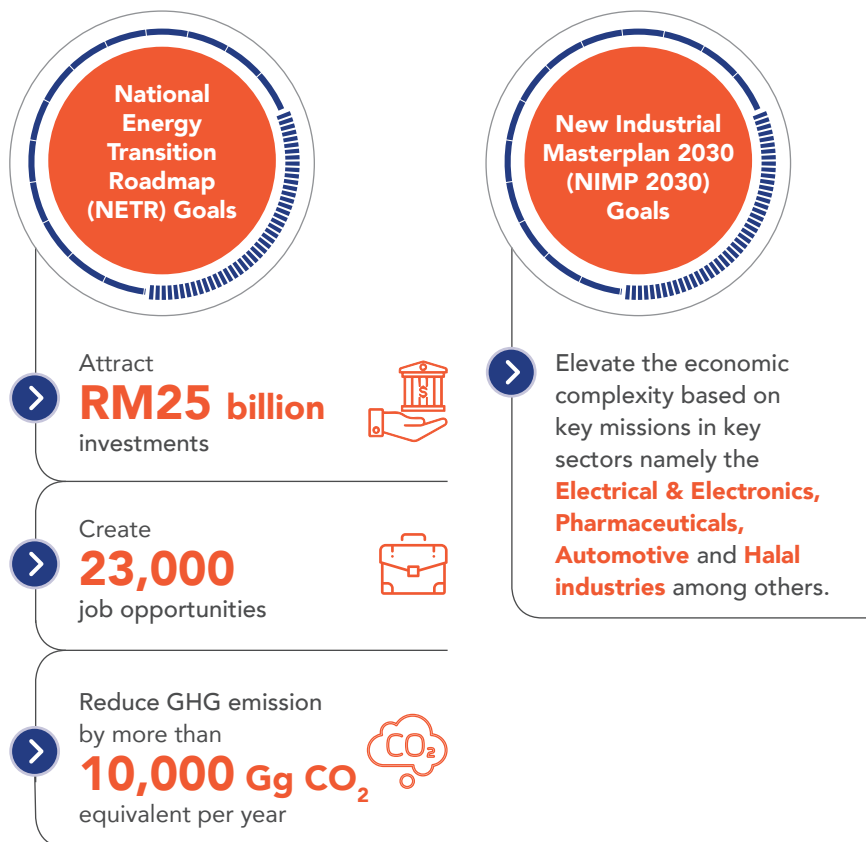 National
Energy
Transition
Roadmap
(NETR) Goals
Attract
RM25 billion
investments
$
Create
23,000
job opportunities
Reduce GHG emission
by more than
10,000 Gg CO₂
equivalent per year
CO₂
New Industrial
Masterplan 2030
(NIMP 2030)
Goals
Elevate the economic
complexity based on
key missions in key
sectors namely the
Electrical & Electronics,
Pharmaceuticals,
Automotive and Halal
industries among others.